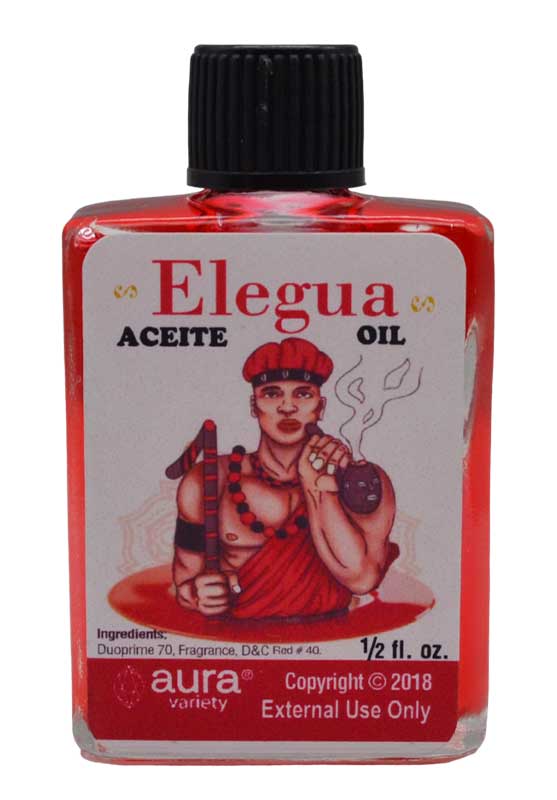 Elegua
ACEITE OIL
Ingredients:
Duoprime 70, Fragrance, D&C Red # 40.
1/2 fl. oz.
aura®
variety
Copyright © 2018
External Use Only